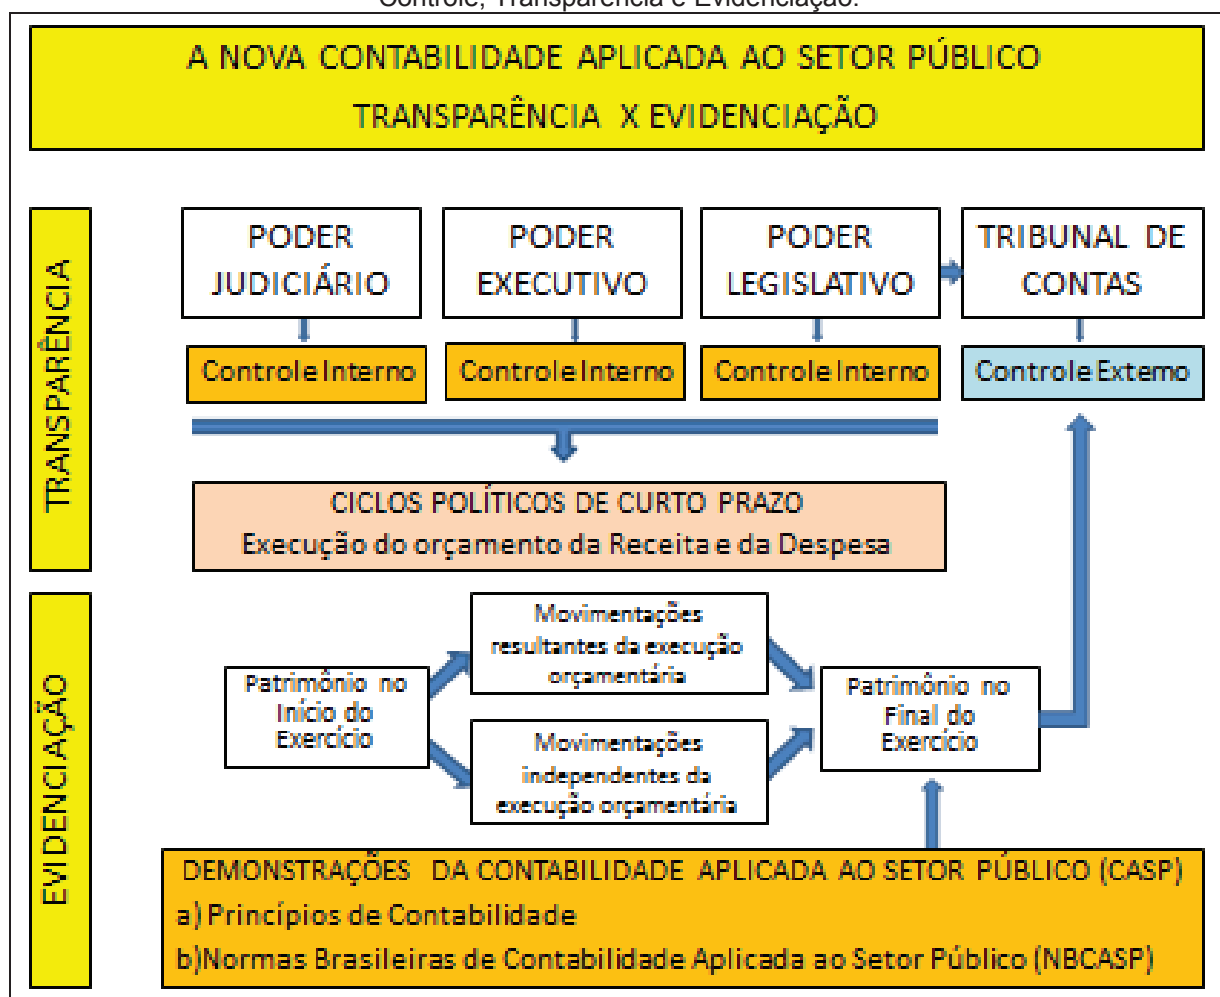 Controle, Transparência e Evidenciação.
A NOVA CONTABILIDADE APLICADA AO SETOR PÚBLICO
TRANSPARÊNCIA X EVIDENCIAÇÃO
TRANSPARÊNCIA
PODER
JUDICIÁRIO
PODER
EXECUTIVO
PODER
LEGISLATIVO
TRIBUNAL DE
CONTAS
Controle Interno
Controle Interno
Controle Interno
Controle Externo
CICLOS POLÍTICOS DE CURTO PRAZO
Execução do orçamento da Receita e da Despesa
EVIDENCIAÇÃO
Patrimônio no
Início do
Exercício
Movimentações
resultantes da execução
orçamentária
Movimentações
independentes da
execução orçamentária
Patrimônio no
Final do
Exercício
DEMONSTRAÇÕES DA CONTABILIDADE APLICADA AO SETOR PÚBLICO (CASP)
a) Princípios de Contabilidade
b)Normas Brasileiras de Contabilidade Aplicada ao Setor Público (NBCASP)